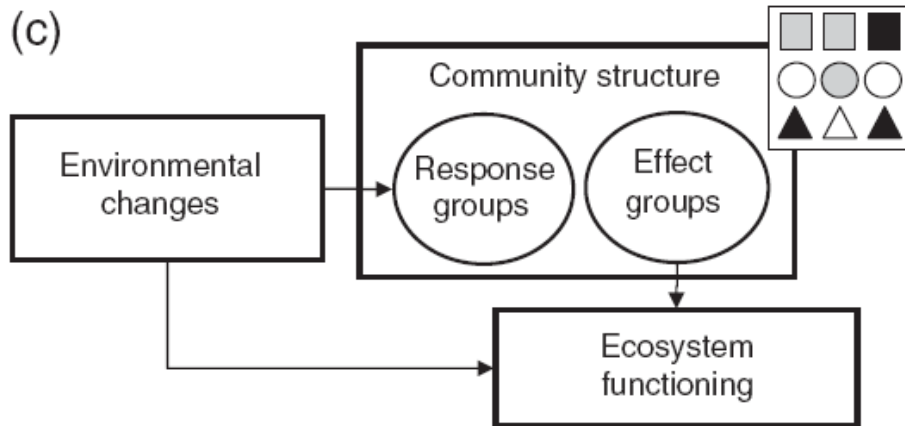 (c)
Community structure
Environmental
changes
Response
groups
Effect
groups
Ecosystem
functioning